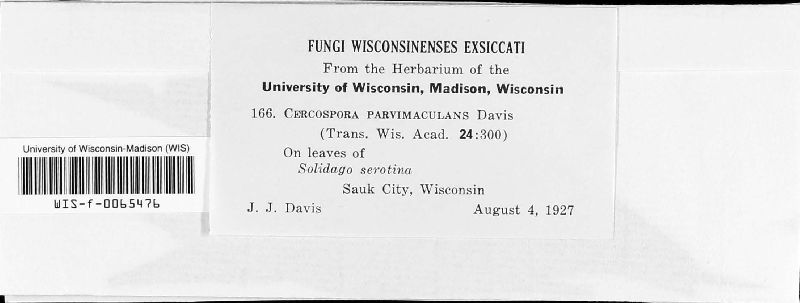 FUNGI WISCONSINENSES EXSICCATI
From the Herbarium of the
University of Wisconsin, Madison, Wisconsin
166. CERCOSPORA PARVIMACULANS Davis
(Trans. Wis. Acad. 24:300)
On leaves of
Solidago serotina
Sauk City, Wisconsin
J. J. Davis August 4, 1927
University of Wisconsin-Madison (WIS)
WIS-f-0065476